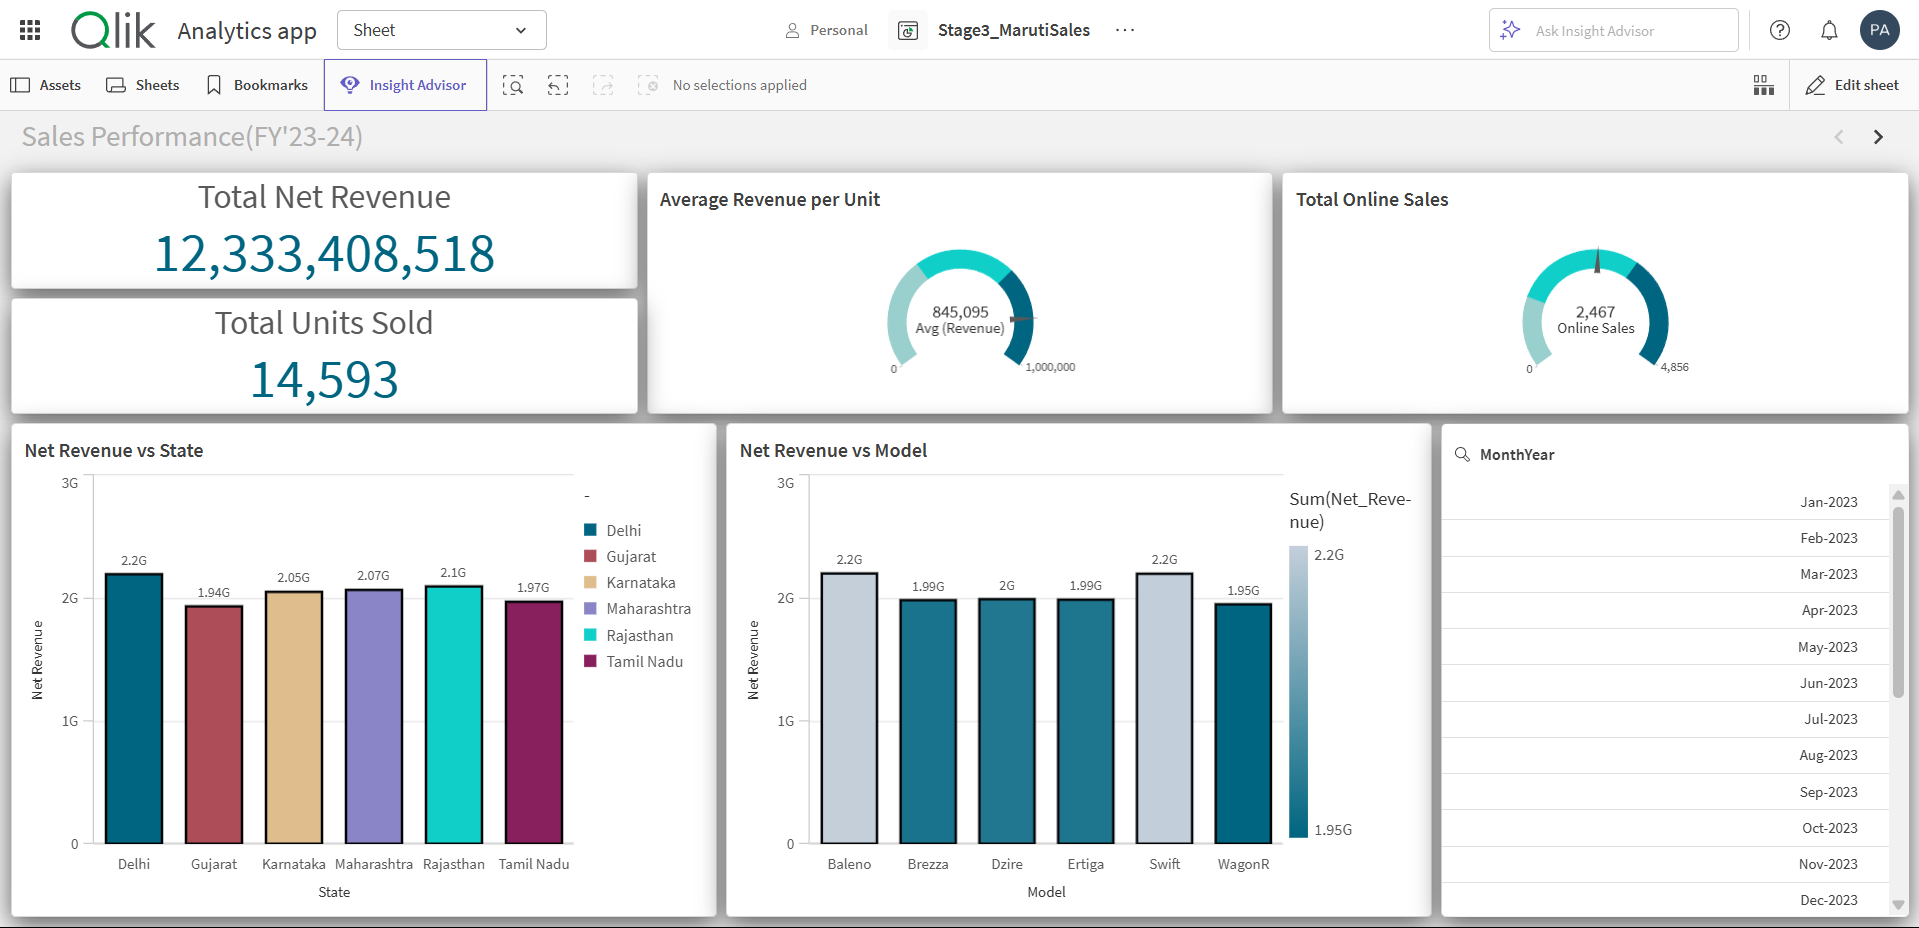 Qlik Analytics app Sheet Personal Stage3_MarutiSales ... Ask Insight Advisor PA
Assets Sheets Bookmarks Insight Advisor No selections applied Edit sheet
Sales Performance(FY'23-24)
Total Net Revenue
12,333,408,518
Total Units Sold
14,593
Average Revenue per Unit
845,095
Avg (Revenue)
0 1,000,000
Total Online Sales
2,467
Online Sales
0 4,856
Net Revenue vs State
3G
2G
1G
0
Net Revenue
2.2G 1.94G 2.05G 2.07G 2.1G 1.97G
Delhi Gujarat Karnataka Maharashtra Rajasthan Tamil Nadu
State
-
Delhi
Gujarat
Karnataka
Maharashtra
Rajasthan
Tamil Nadu
Net Revenue vs Model
3G
2G
1G
0
Net Revenue
2.2G 1.99G 2G 1.99G 2.2G 1.95G
Baleno Brezza Dzire Ertiga Swift WagonR
Model
Sum(Net_Reve-
nue)
2.2G
1.95G
MonthYear
Jan-2023
Feb-2023
Mar-2023
Apr-2023
May-2023
Jun-2023
Jul-2023
Aug-2023
Sep-2023
Oct-2023
Nov-2023
Dec-2023